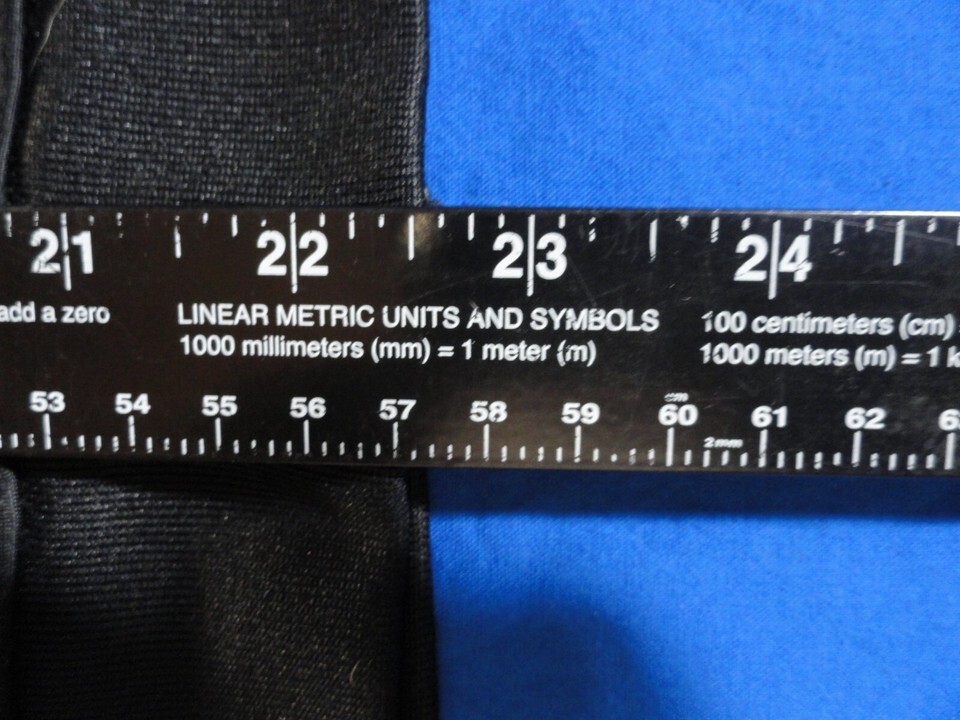 21 22 23 24
add a zero LINEAR METRIC UNITS AND SYMBOLS 100 centimeters (cm)
1000 millimeters (mm) = 1 meter (m) 1000 meters (m) = 1 k
cm
53 54 55 56 57 58 59 60 61 62
2mm